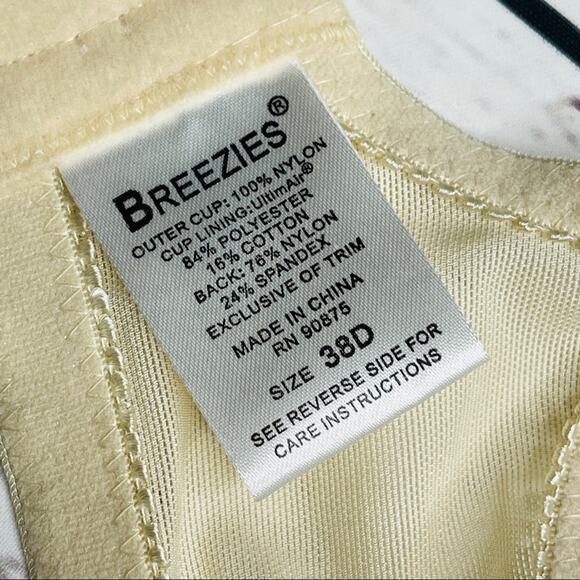 BREEZIES®
OUTER CUP: 100% NYLON
CUP LINING: UltimAir®
84% POLYESTER
16% COTTON
BACK: 76% NYLON
24% SPANDEX
EXCLUSIVE OF TRIM
MADE IN CHINA
RN 90875
SIZE 38D
SEE REVERSE SIDE FOR
CARE INSTRUCTIONS